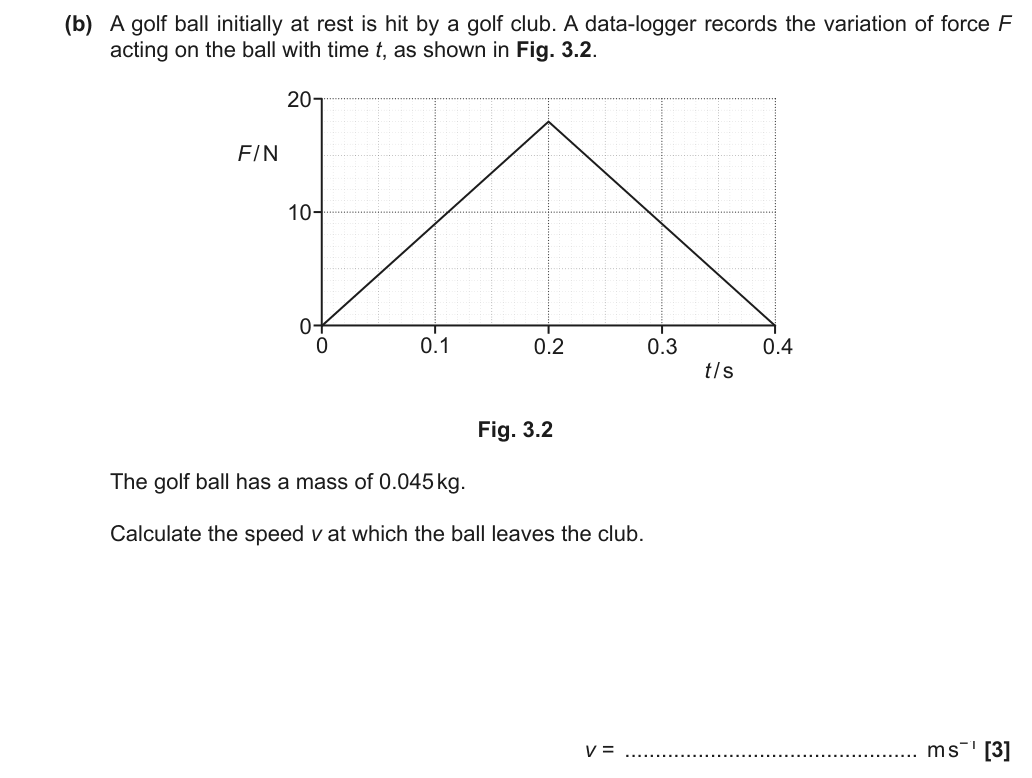 (b) A golf ball initially at rest is hit by a golf club. A data-logger records the variation of force F
acting on the ball with time t, as shown in Fig. 3.2.
20
F/N
10
0
0 0.1 0.2 0.3 0.4
t/s
Fig. 3.2
The golf ball has a mass of 0.045 kg.
Calculate the speed v at which the ball leaves the club.
v = ............................................... m s⁻¹ [3]